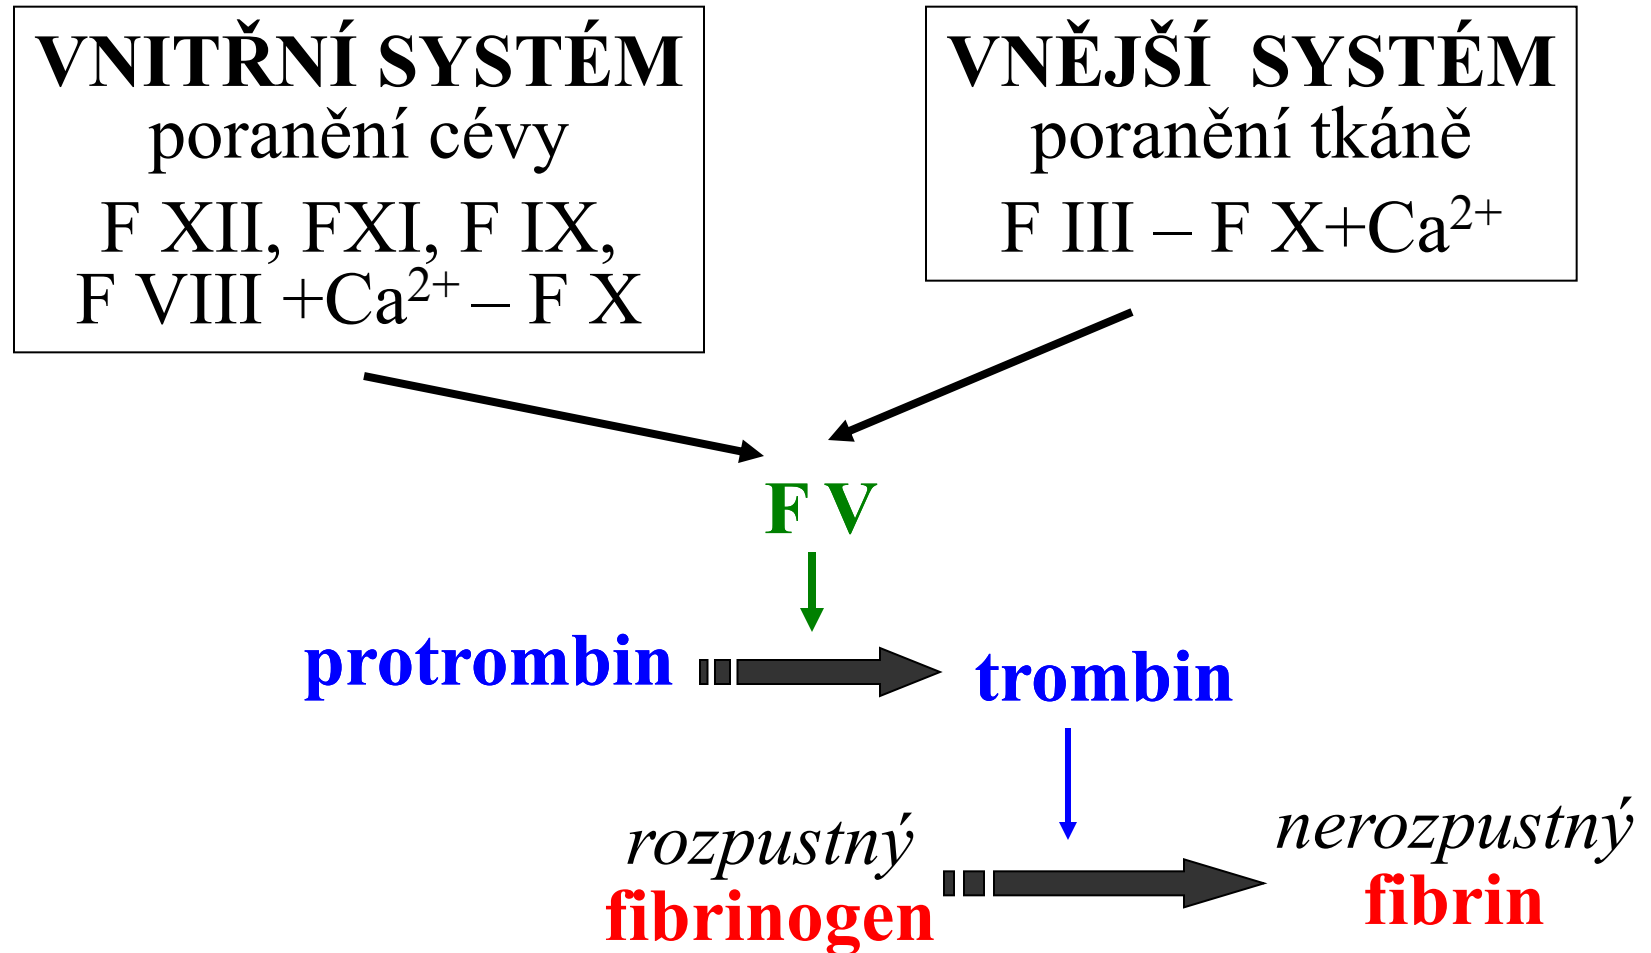 VNITŘNÍ SYSTÉM
poranění cévy
F XII, FXI, F IX,
F VIII +Ca²⁺ – F X
VNĚJŠÍ SYSTÉM
poranění tkáně
F III – F X+Ca²⁺
F V
protrombin
trombin
rozpustný
fibrinogen
nerozpustný
fibrin